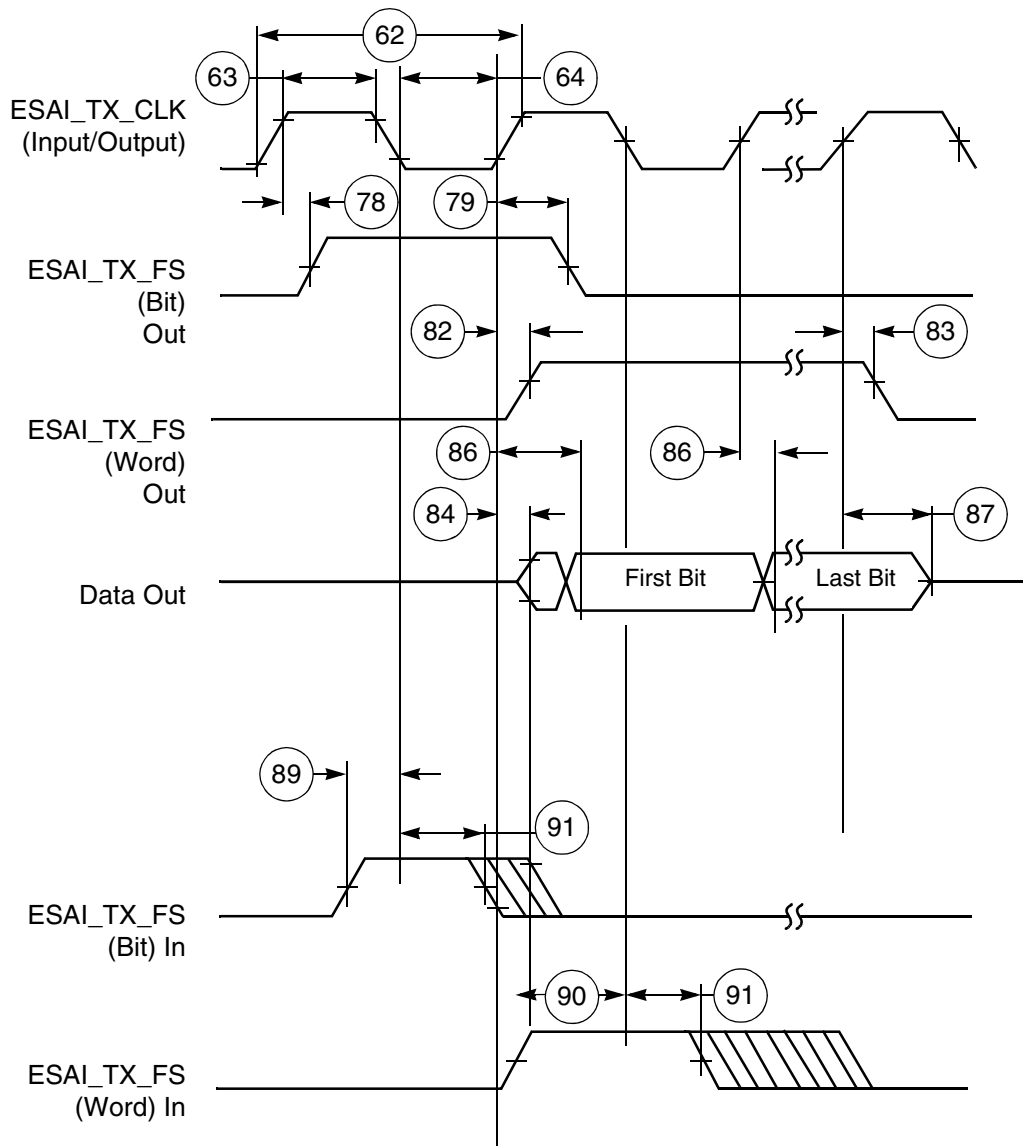 62
63
64
ESAI_TX_CLK
(Input/Output)
78
79
ESAI_TX_FS
(Bit)
Out
82
83
ESAI_TX_FS
(Word)
Out
86
86
84
87
Data Out
First Bit
Last Bit
89
91
ESAI_TX_FS
(Bit) In
90
91
ESAI_TX_FS
(Word) In